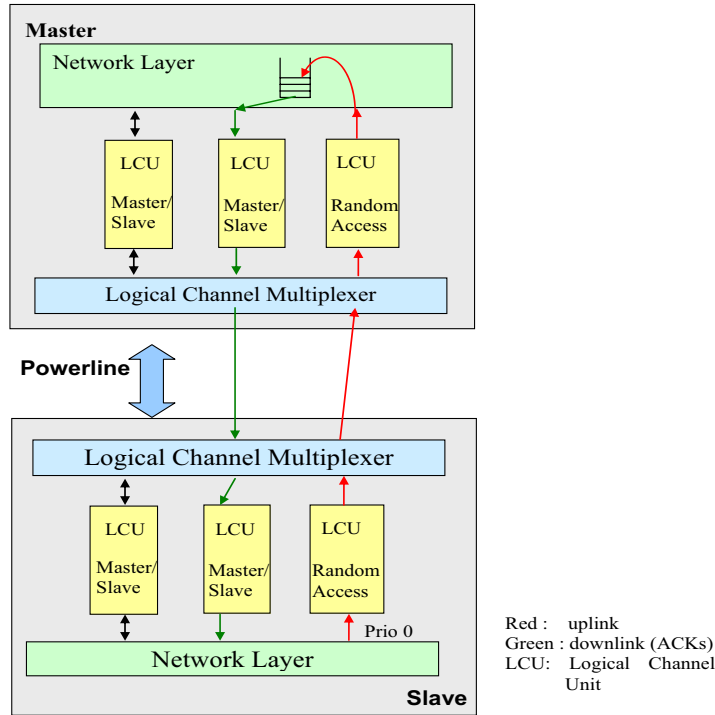 Master
Network Layer
LCU
Master/
Slave
LCU
Master/
Slave
LCU
Random
Access
Logical Channel Multiplexer
Powerline
Logical Channel Multiplexer
LCU
Master/
Slave
LCU
Master/
Slave
LCU
Random
Access
Prio 0
Network Layer
Slave
Red : uplink
Green : downlink (ACKs)
LCU: Logical Channel
Unit